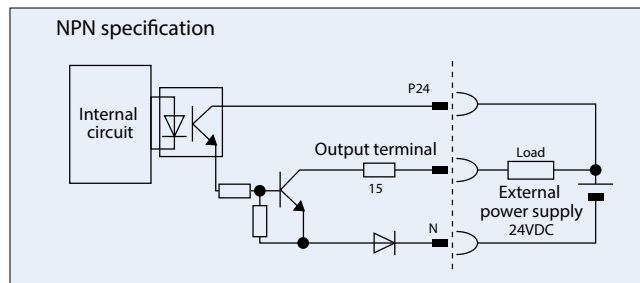 NPN specification
P24
Internal
circuit
Output terminal
Load
15
External
power supply
24VDC
N